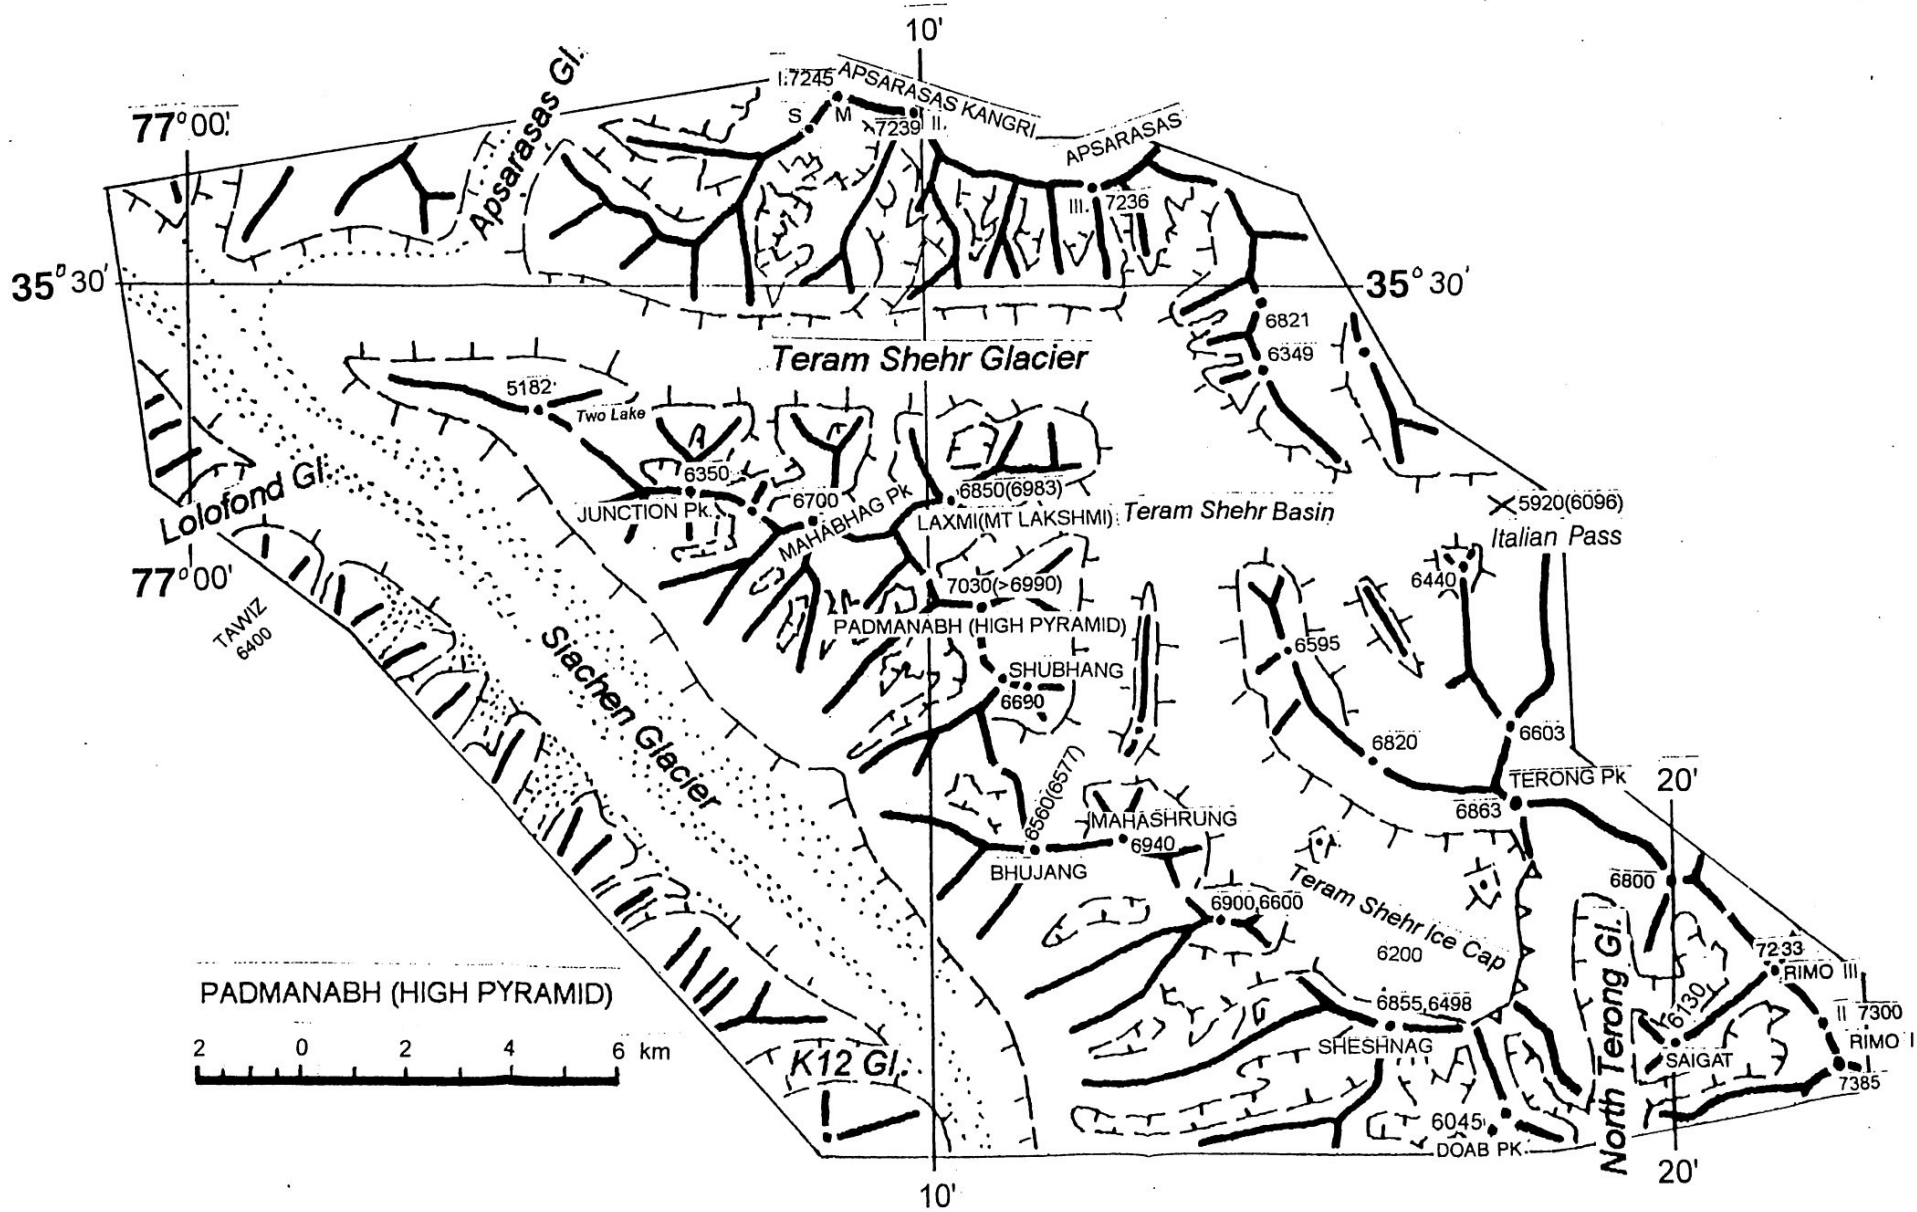 10'
77°00'
Apsarasas Gl.
I.7245
APSARASAS KANGRI
S
M
7239
II.
APSARASAS
III.
7236
35°30'
35°30'
6821
6349
Teram Shehr Glacier
5182
Two Lake
6350
JUNCTION Pk.
6700
MAHABHAG Pk
6850(6983)
LAXMI(MT LAKSHMI)
Teram Shehr Basin
5920(6096)
Italian Pass
Lolofond Gl.
77°00'
TAWIZ
6400
6440
7030(>6990)
PADMANABH (HIGH PYRAMID)
6595
SHUBHANG
6690
Siachen Glacier
6603
6820
TERONG Pk
20'
6863
6560(6577)
MAHASHRUNG
6940
BHUJANG
6800
Teram Shehr Ice Cap
6200
6900,6600
North Terong Gl.
7233
RIMO III
PADMANABH (HIGH PYRAMID)
2 0 2 4 6 km
6855,6498
SHESHNAG
6130
SAIGAT
II 7300
RIMO I
7385
K12 Gl.
6045
DOAB PK.
10'
20'